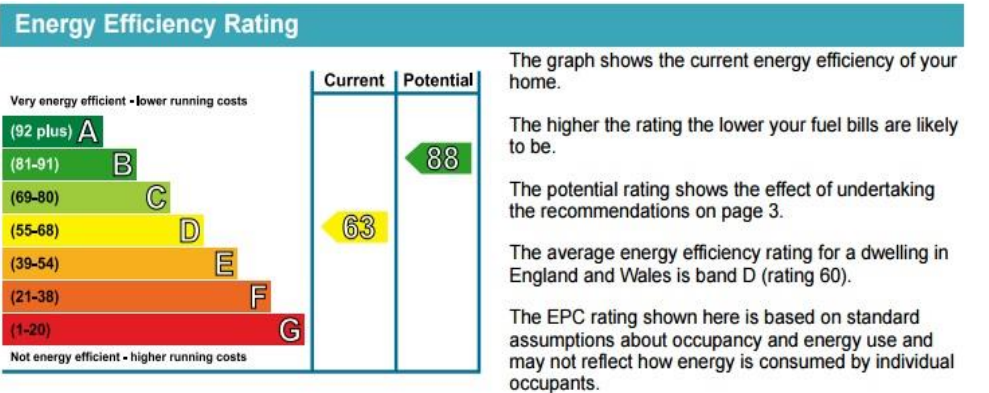 Energy Efficiency Rating
Current Potential
Very energy efficient - lower running costs
(92 plus) A
(81-91) B
88
(69-80) C
(55-68) D
63
(39-54) E
(21-38) F
(1-20) G
Not energy efficient - higher running costs
The graph shows the current energy efficiency of your
home.
The higher the rating the lower your fuel bills are likely
to be.
The potential rating shows the effect of undertaking
the recommendations on page 3.
The average energy efficiency rating for a dwelling in
England and Wales is band D (rating 60).
The EPC rating shown here is based on standard
assumptions about occupancy and energy use and
may not reflect how energy is consumed by individual
occupants.